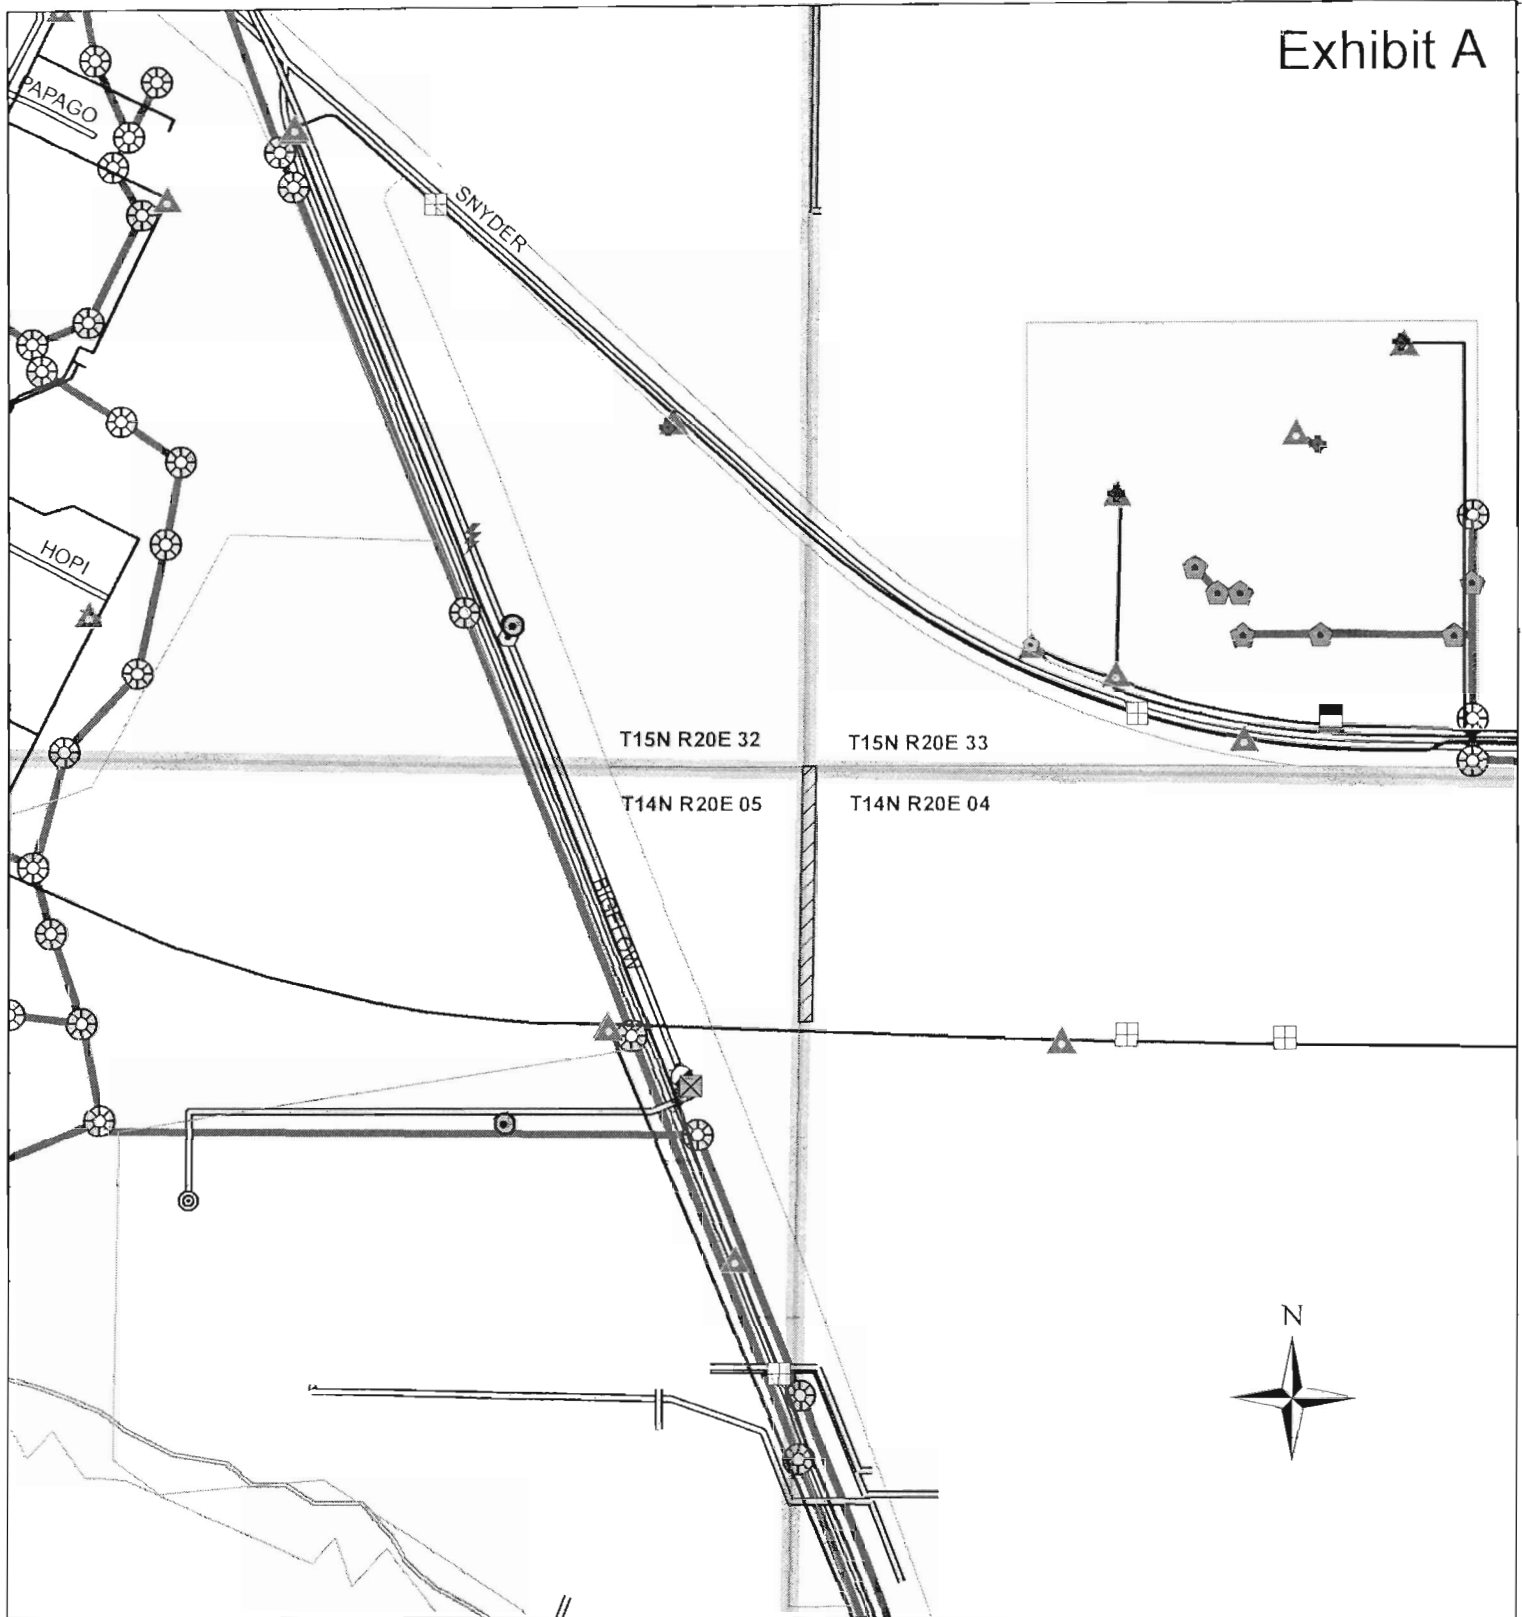 Exhibit A
PAPAGO
SNYDER
HOPI
T15N R20E 32
T15N R20E 33
T14N R20E 05
T14N R20E 04
BIGELOW
N